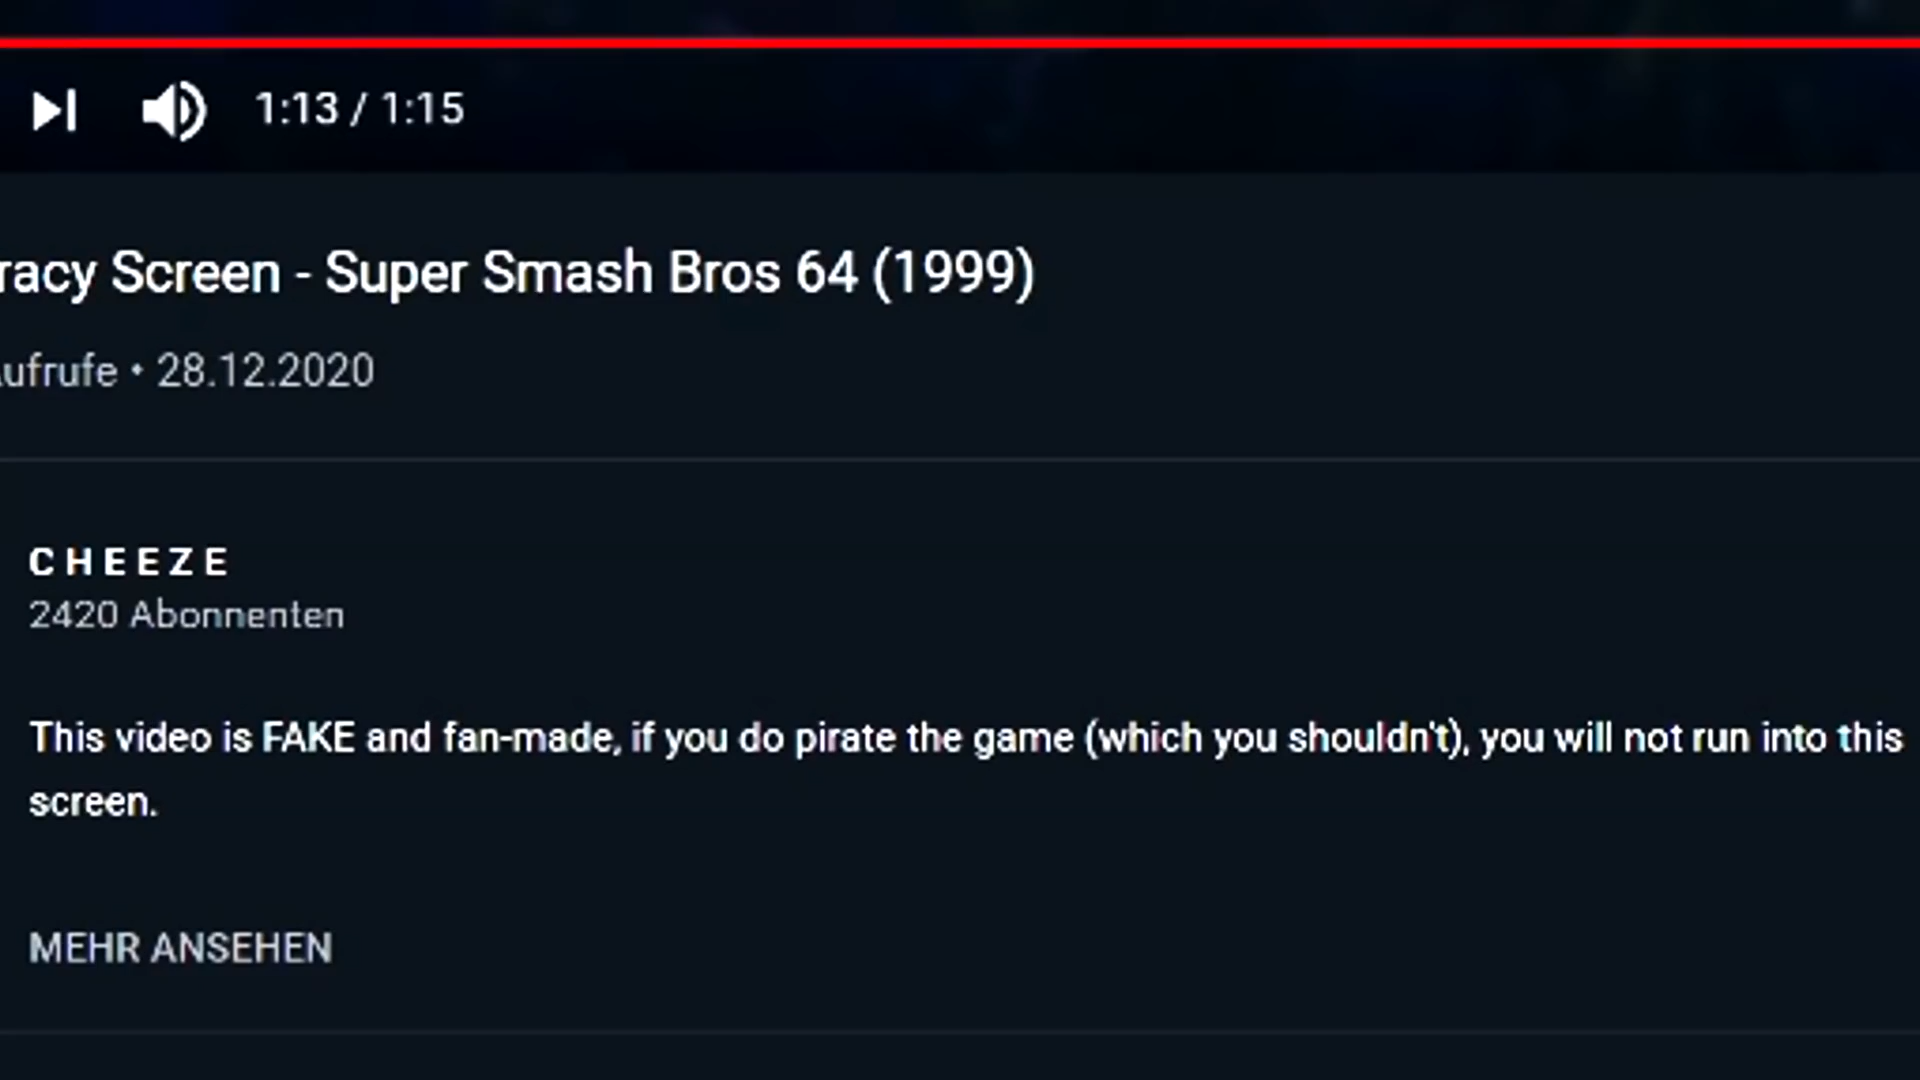 1:13 / 1:15
racy Screen - Super Smash Bros 64 (1999)
ufrufe • 28.12.2020
CHEEZE
2420 Abonnenten
This video is FAKE and fan-made, if you do pirate the game (which you shouldn't), you will not run into this
screen.
MEHR ANSEHEN